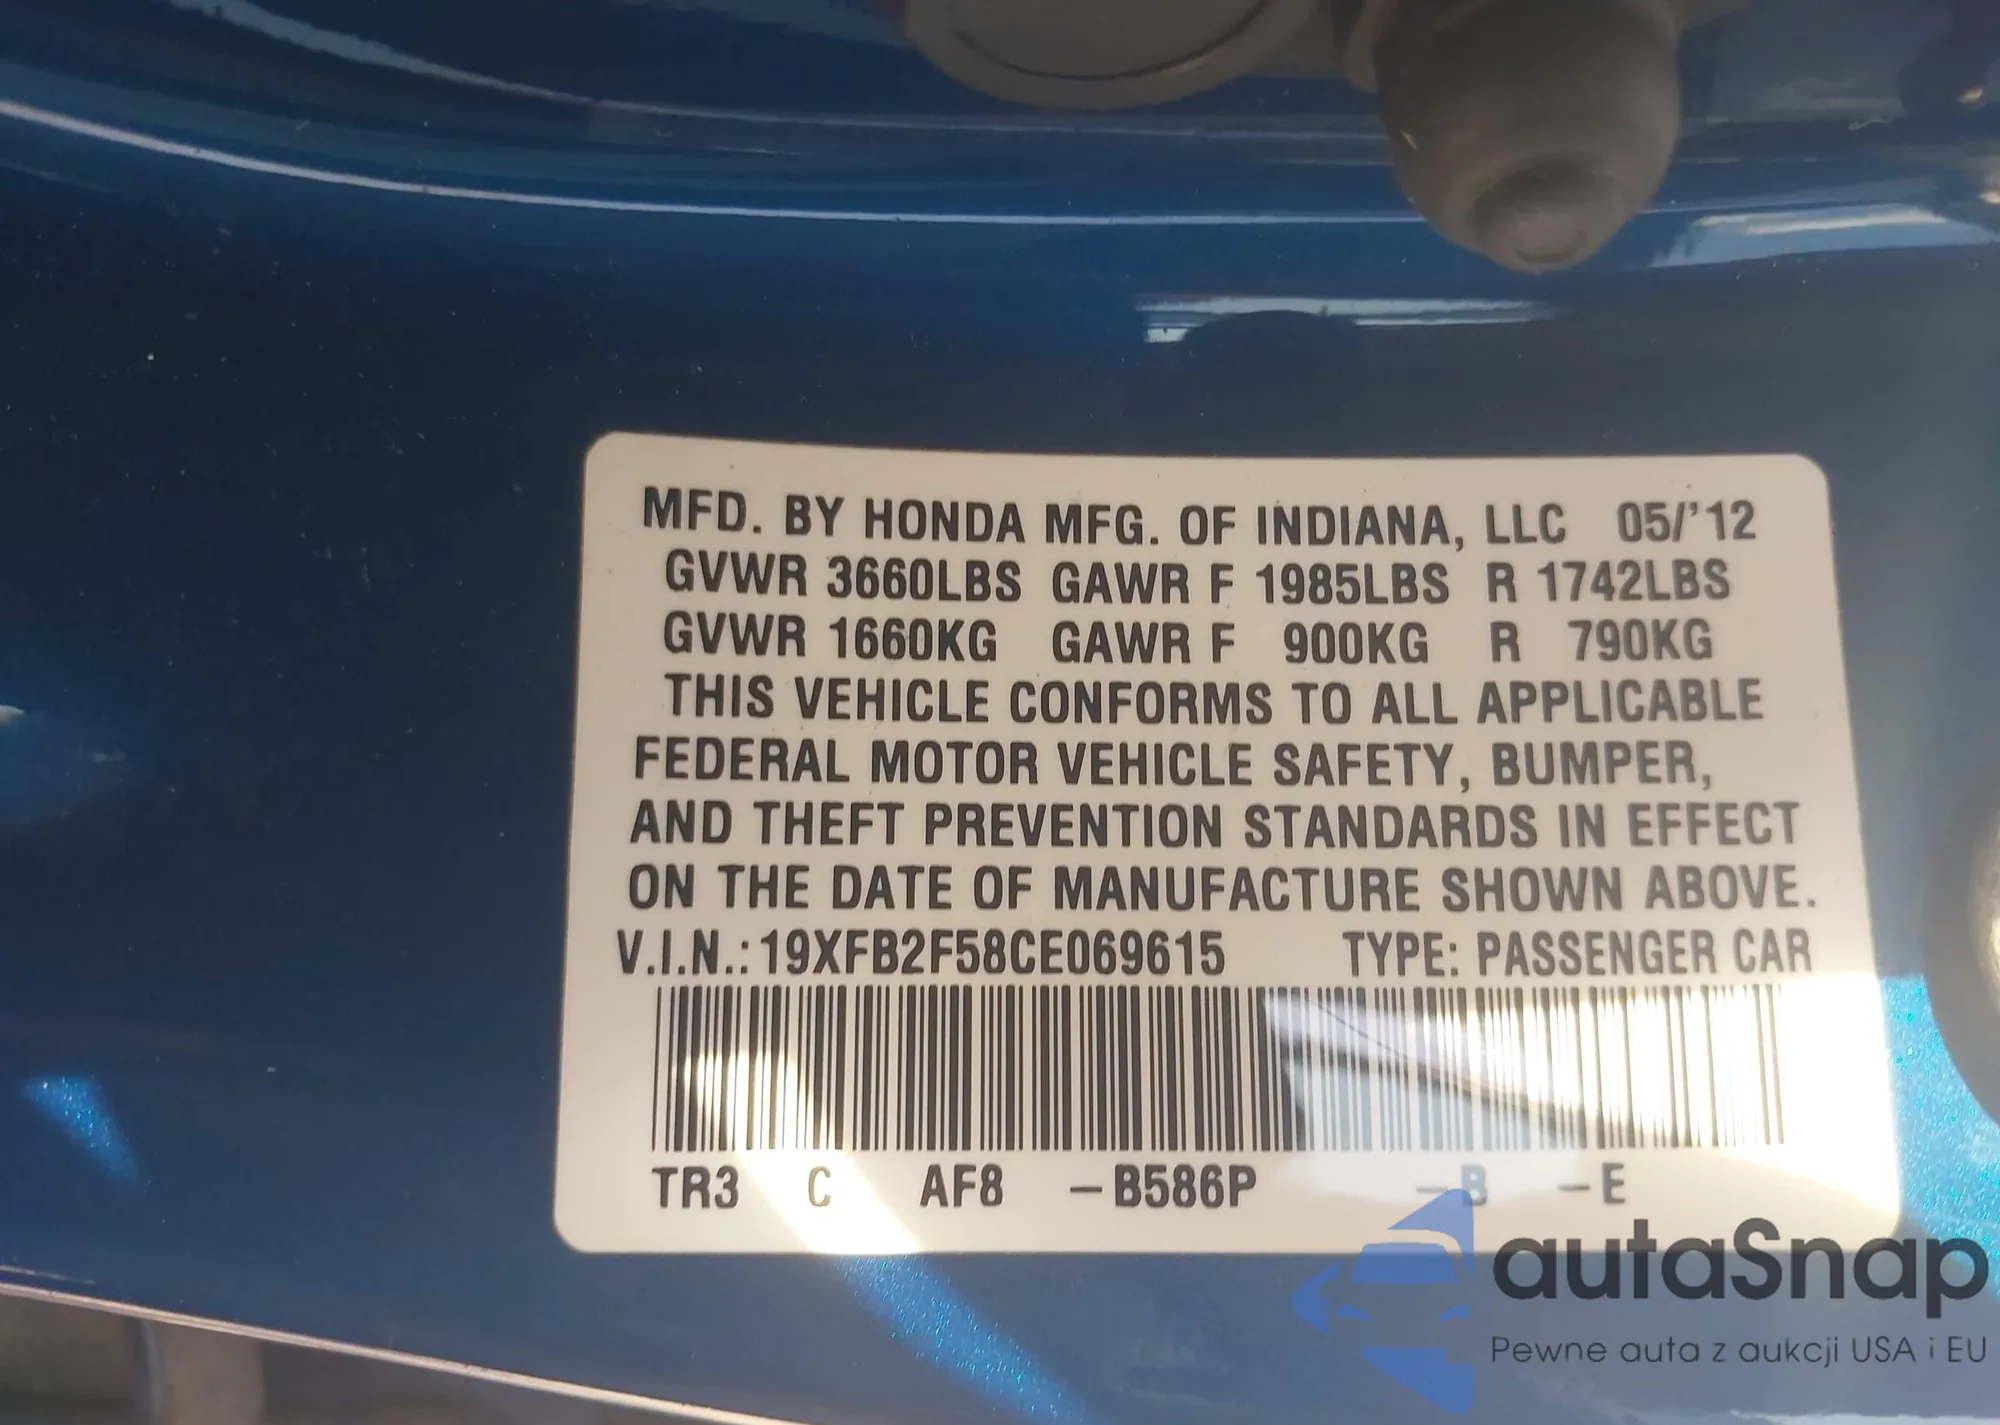 MFD. BY HONDA MFG. OF INDIANA, LLC 05/'12
GVWR 3660LBS GAWR F 1985LBS R 1742LBS
GVWR 1660KG GAWR F 900KG R 790KG
THIS VEHICLE CONFORMS TO ALL APPLICABLE
FEDERAL MOTOR VEHICLE SAFETY, BUMPER,
AND THEFT PREVENTION STANDARDS IN EFFECT
ON THE DATE OF MANUFACTURE SHOWN ABOVE.
V.I.N.: 19XFB2F58CE069615 TYPE: PASSENGER CAR
TR3 C AF8 –B586P –B –E
autaSnap
Pewne auta z aukcji USA i EU